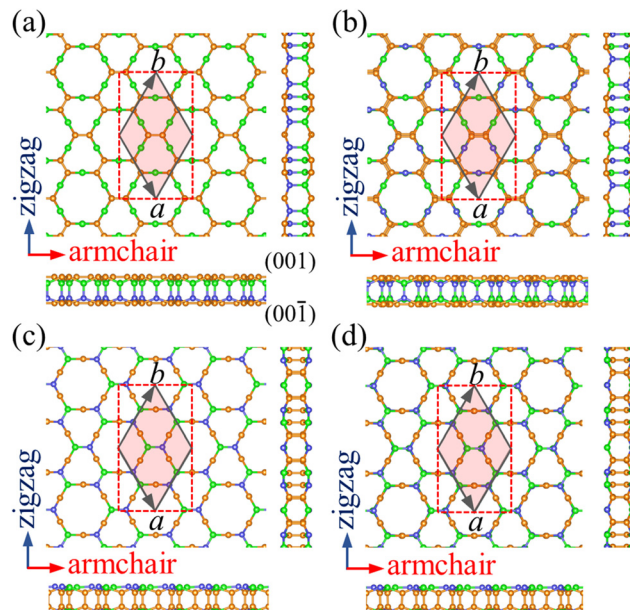 (a)
b
a
zigzag
armchair
(001)
(001̄)
(b)
b
a
zigzag
armchair
(c)
b
a
zigzag
armchair
(d)
b
a
zigzag
armchair